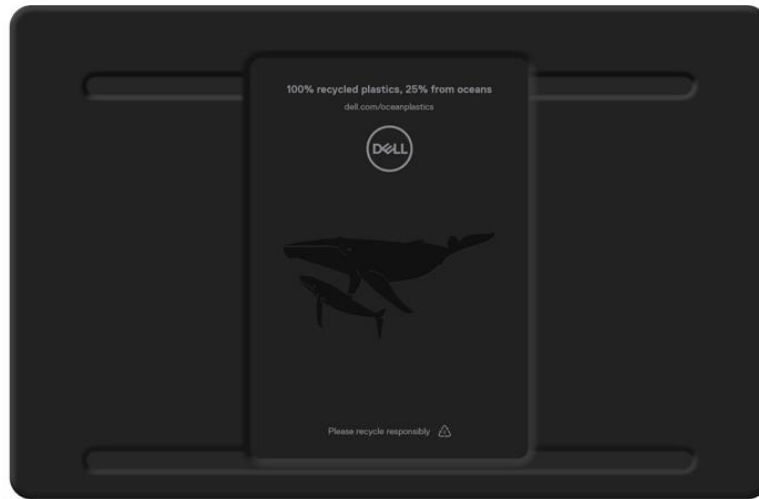 100% recycled plastics, 25% from oceans
dell.com/oceanplastics
DELL
Please recycle responsibly